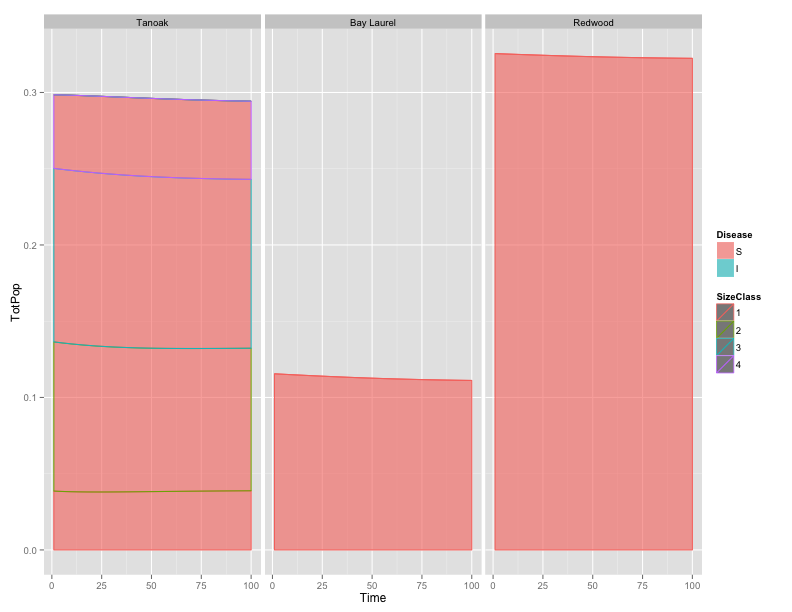 Tanoak Bay Laurel Redwood
TotPop
0.3
0.2
0.1
0.0
0 25 50 75 100 0 25 50 75 100 0 25 50 75 100
Time
Disease
S
I
SizeClass
1
2
3
4